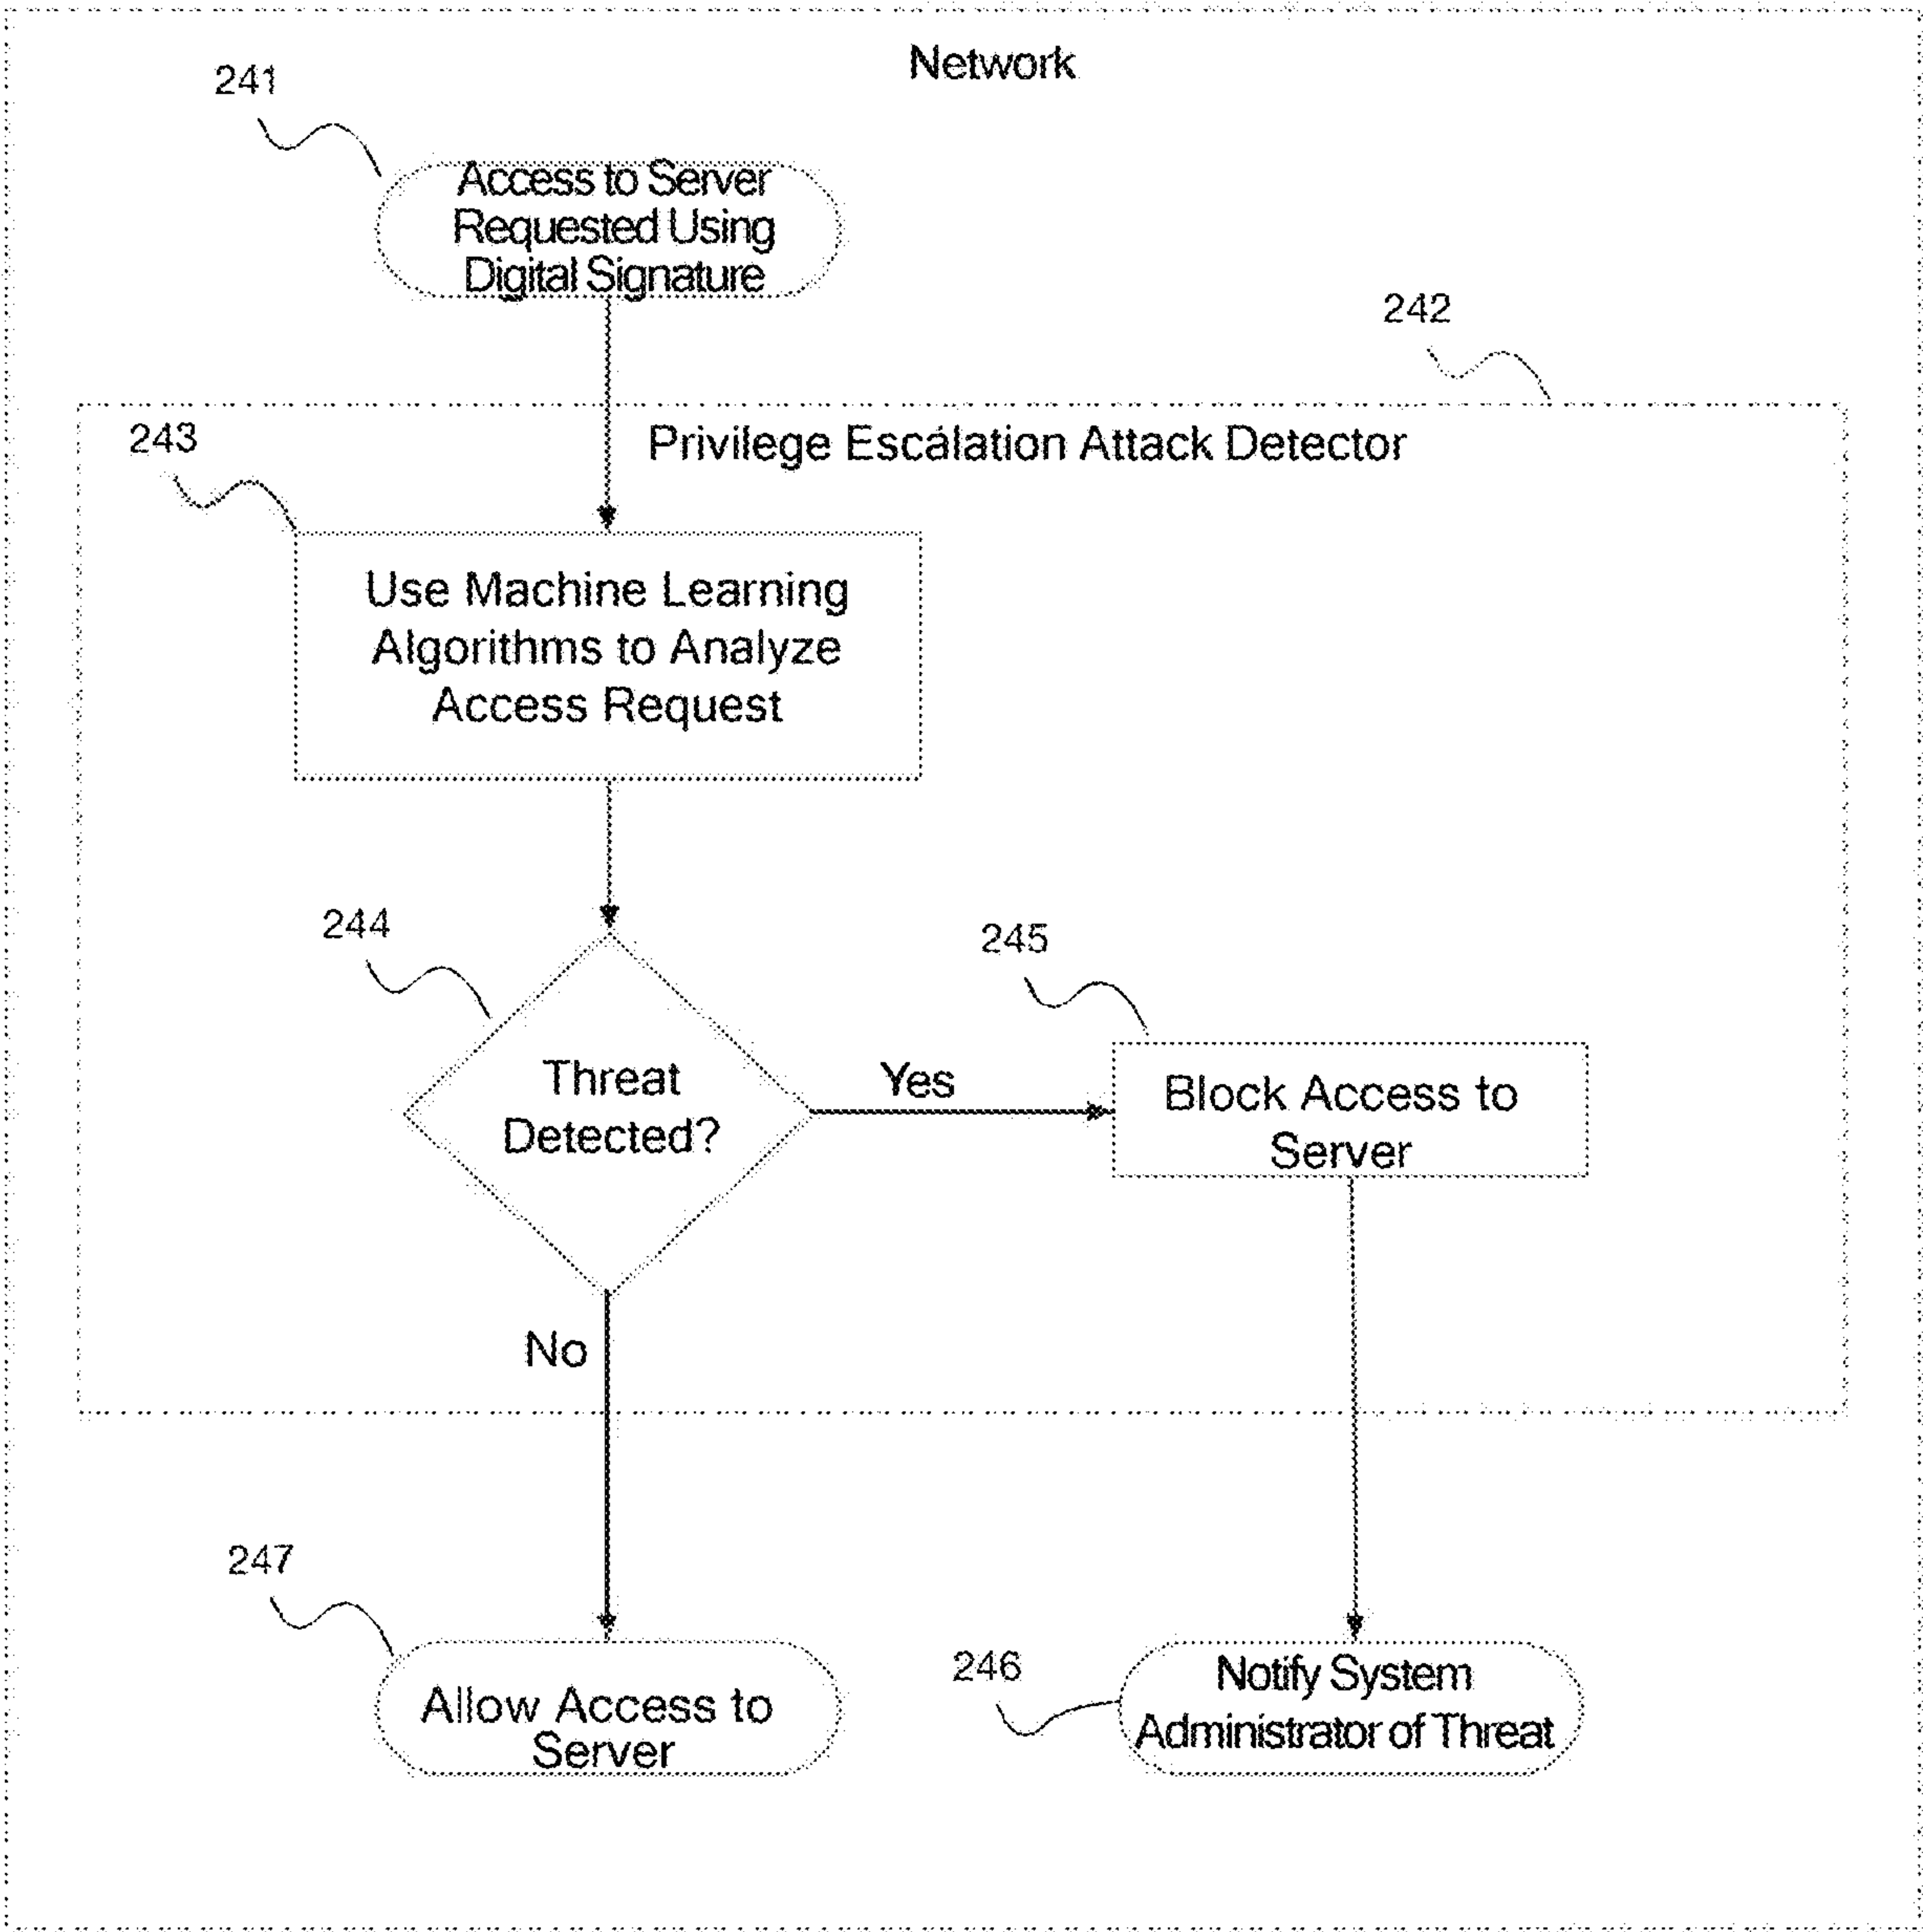 Network
241
Access to Server
Requested Using
Digital Signature
242
243
Privilege Escalation Attack Detector
Use Machine Learning
Algorithms to Analyze
Access Request
244
245
Threat
Detected?
Yes
Block Access to
Server
No
247
Allow Access to
Server
246
Notify System
Administrator of Threat